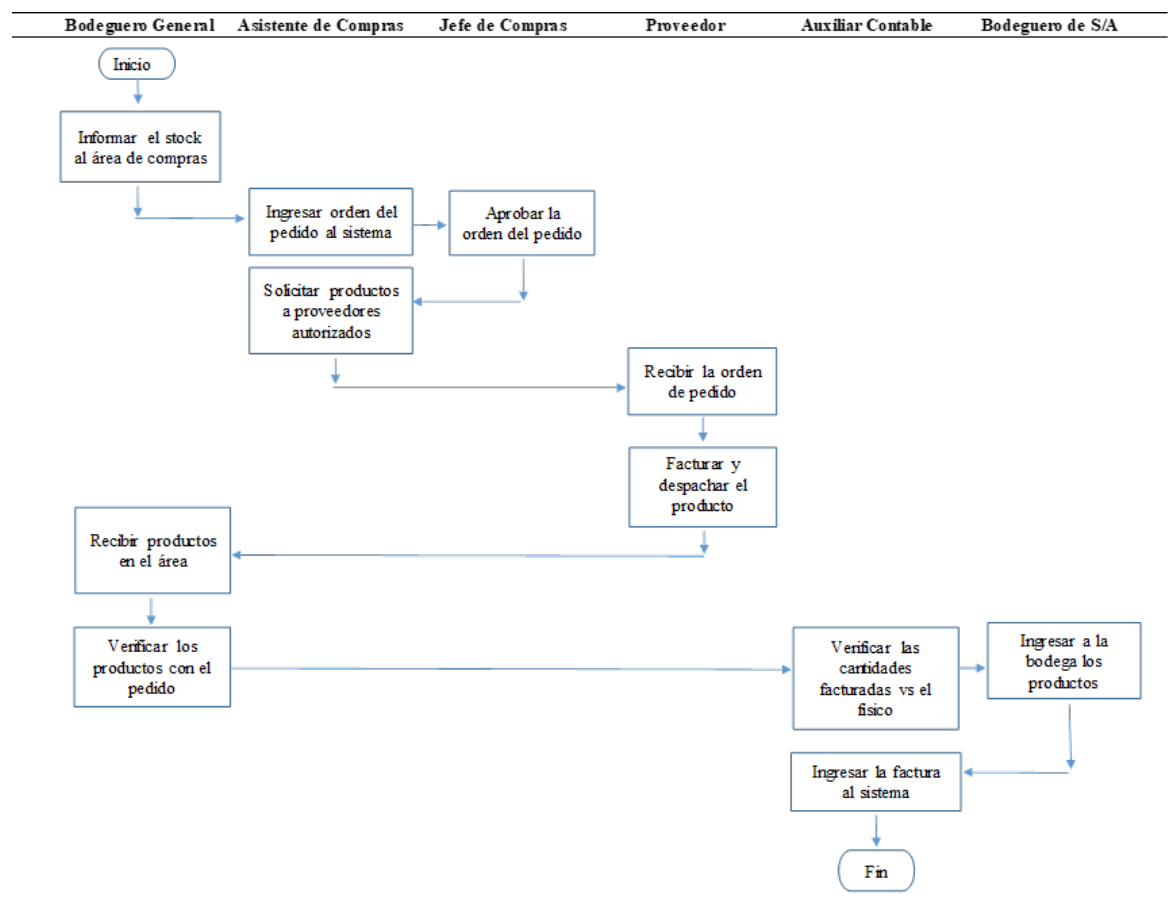 Bodeguero General Asistente de Compras Jefe de Compras Proveedor Auxiliar Contable Bodeguero de S/A
Inicio
Informar el stock
al área de compras
Ingresar orden del
pedido al sistema
Aprobar la
orden del pedido
Solicitar productos
a proveedores
autorizados
Recibir la orden
de pedido
Facturar y
despachar el
producto
Recibir productos
en el área
Verificar los
productos con el
pedido
Verificar las
cantidades
facturadas vs el
físico
Ingresar a la
bodega los
productos
Ingresar la factura
al sistema
Fin